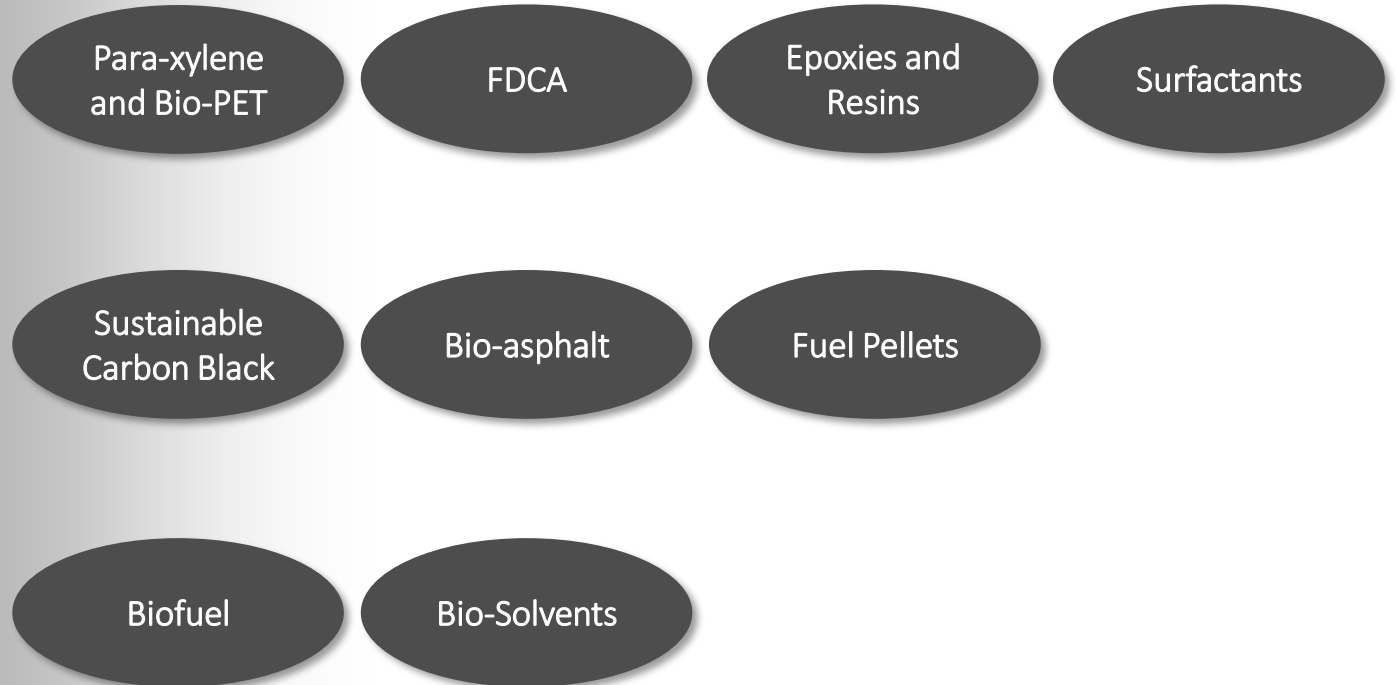 Para-xylene
and Bio-PET
FDCA
Epoxies and
Resins
Surfactants
Sustainable
Carbon Black
Bio-asphalt
Fuel Pellets
Biofuel
Bio-Solvents